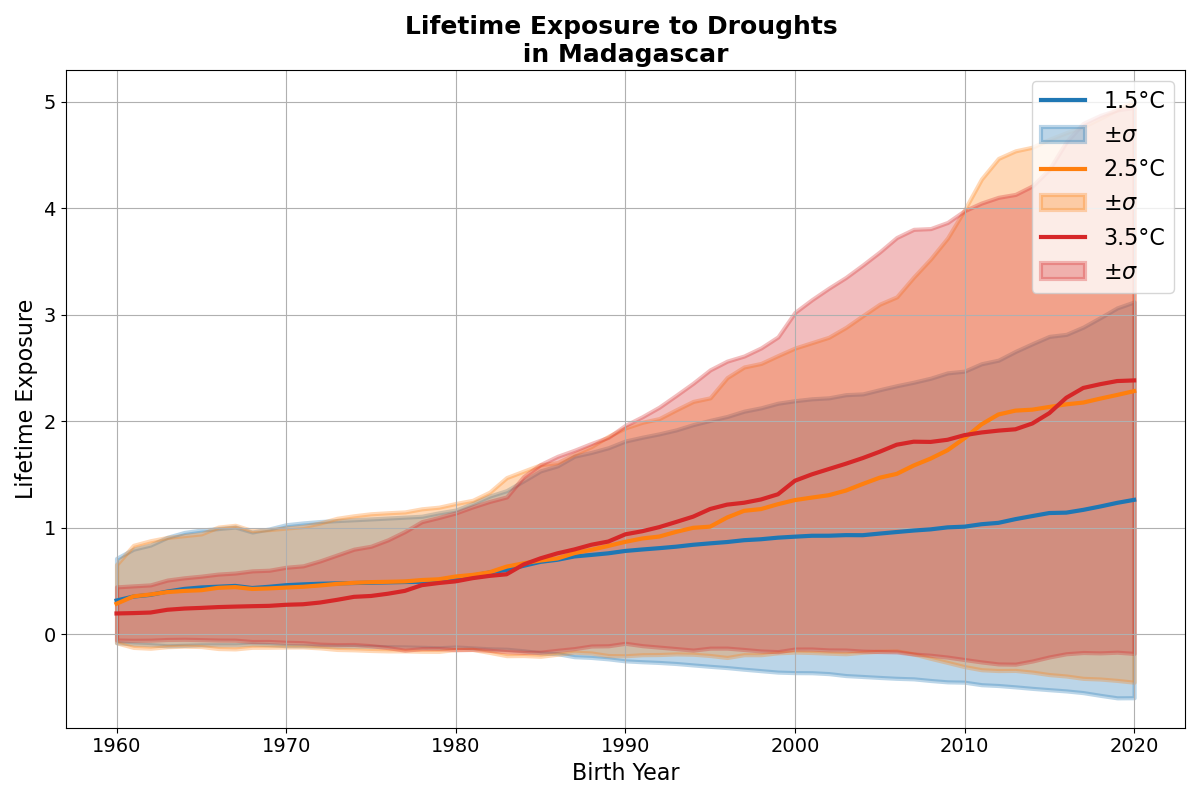 Lifetime Exposure to Droughts
in Madagascar
5
4
3
2
1
0
Lifetime Exposure
1.5°C
±σ
2.5°C
±σ
3.5°C
±σ
1960 1970 1980 1990 2000 2010 2020
Birth Year